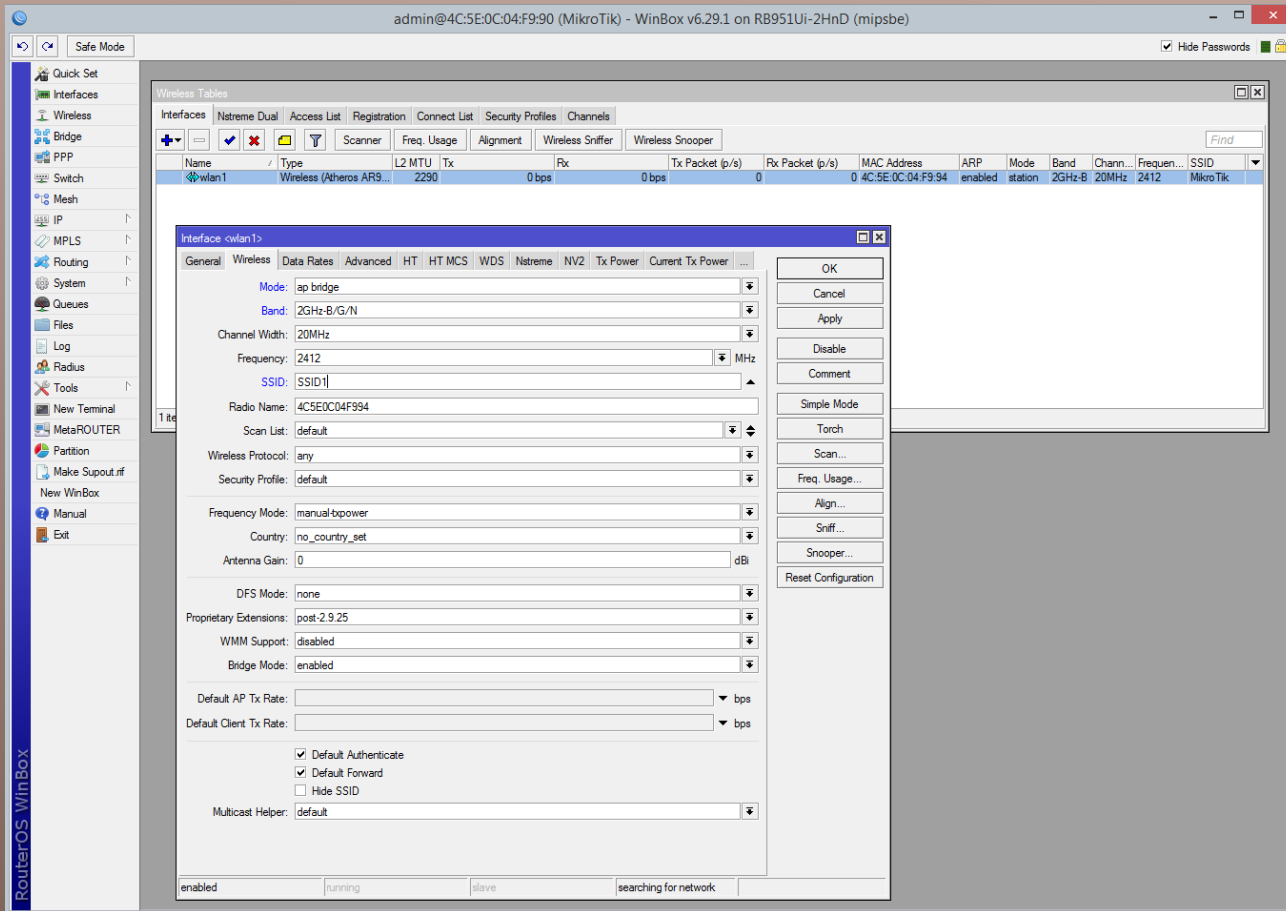 admin@4C:5E:0C:04:F9:90 (MikroTik) - WinBox v6.29.1 on RB951Ui-2HnD (mipsbe)
Safe Mode
Hide Passwords
Quick Set
Interfaces
Wireless
Bridge
PPP
Switch
Mesh
IP
MPLS
Routing
System
Queues
Files
Log
Radius
Tools
New Terminal
MetaROUTER
Partition
Make Supout.rif
New WinBox
Manual
Exit
RouterOS WinBox
Wireless Tables
Interfaces Nstreme Dual Access List Registration Connect List Security Profiles Channels
Scanner Freq. Usage Alignment Wireless Sniffer Wireless Snooper Find
Name / Type L2 MTU Tx Rx Tx Packet (p/s) Rx Packet (p/s) MAC Address ARP Mode Band Chann... Frequen... SSID
wlan1 Wireless (Atheros AR9... 2290 0 bps 0 bps 0 0 4C:5E:0C:04:F9:94 enabled station 2GHz-B 20MHz 2412 MikroTik
1 ite
Interface <wlan1>
General Wireless Data Rates Advanced HT HT MCS WDS Nstreme NV2 Tx Power Current Tx Power ...
Mode: ap bridge
Band: 2GHz-B/G/N
Channel Width: 20MHz
Frequency: 2412 MHz
SSID: SSID1
Radio Name: 4C5E0C04F994
Scan List: default
Wireless Protocol: any
Security Profile: default
Frequency Mode: manual-txpower
Country: no_country_set
Antenna Gain: 0 dBi
DFS Mode: none
Proprietary Extensions: post-2.9.25
WMM Support: disabled
Bridge Mode: enabled
Default AP Tx Rate: bps
Default Client Tx Rate: bps
Default Authenticate
Default Forward
Hide SSID
Multicast Helper: default
OK
Cancel
Apply
Disable
Comment
Simple Mode
Torch
Scan...
Freq. Usage...
Align...
Sniff...
Snooper...
Reset Configuration
enabled running slave searching for network